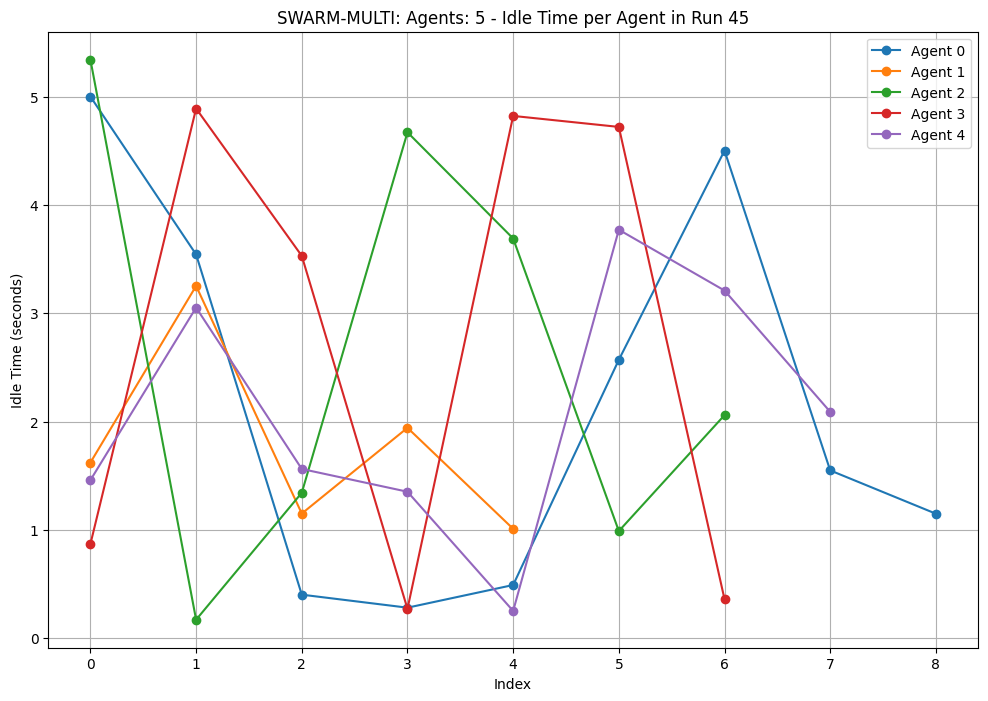 SWARM-MULTI: Agents: 5 - Idle Time per Agent in Run 45
Agent 0
Agent 1
Agent 2
Agent 3
Agent 4
Idle Time (seconds)
5
4
3
2
1
0
0 1 2 3 4 5 6 7 8
Index